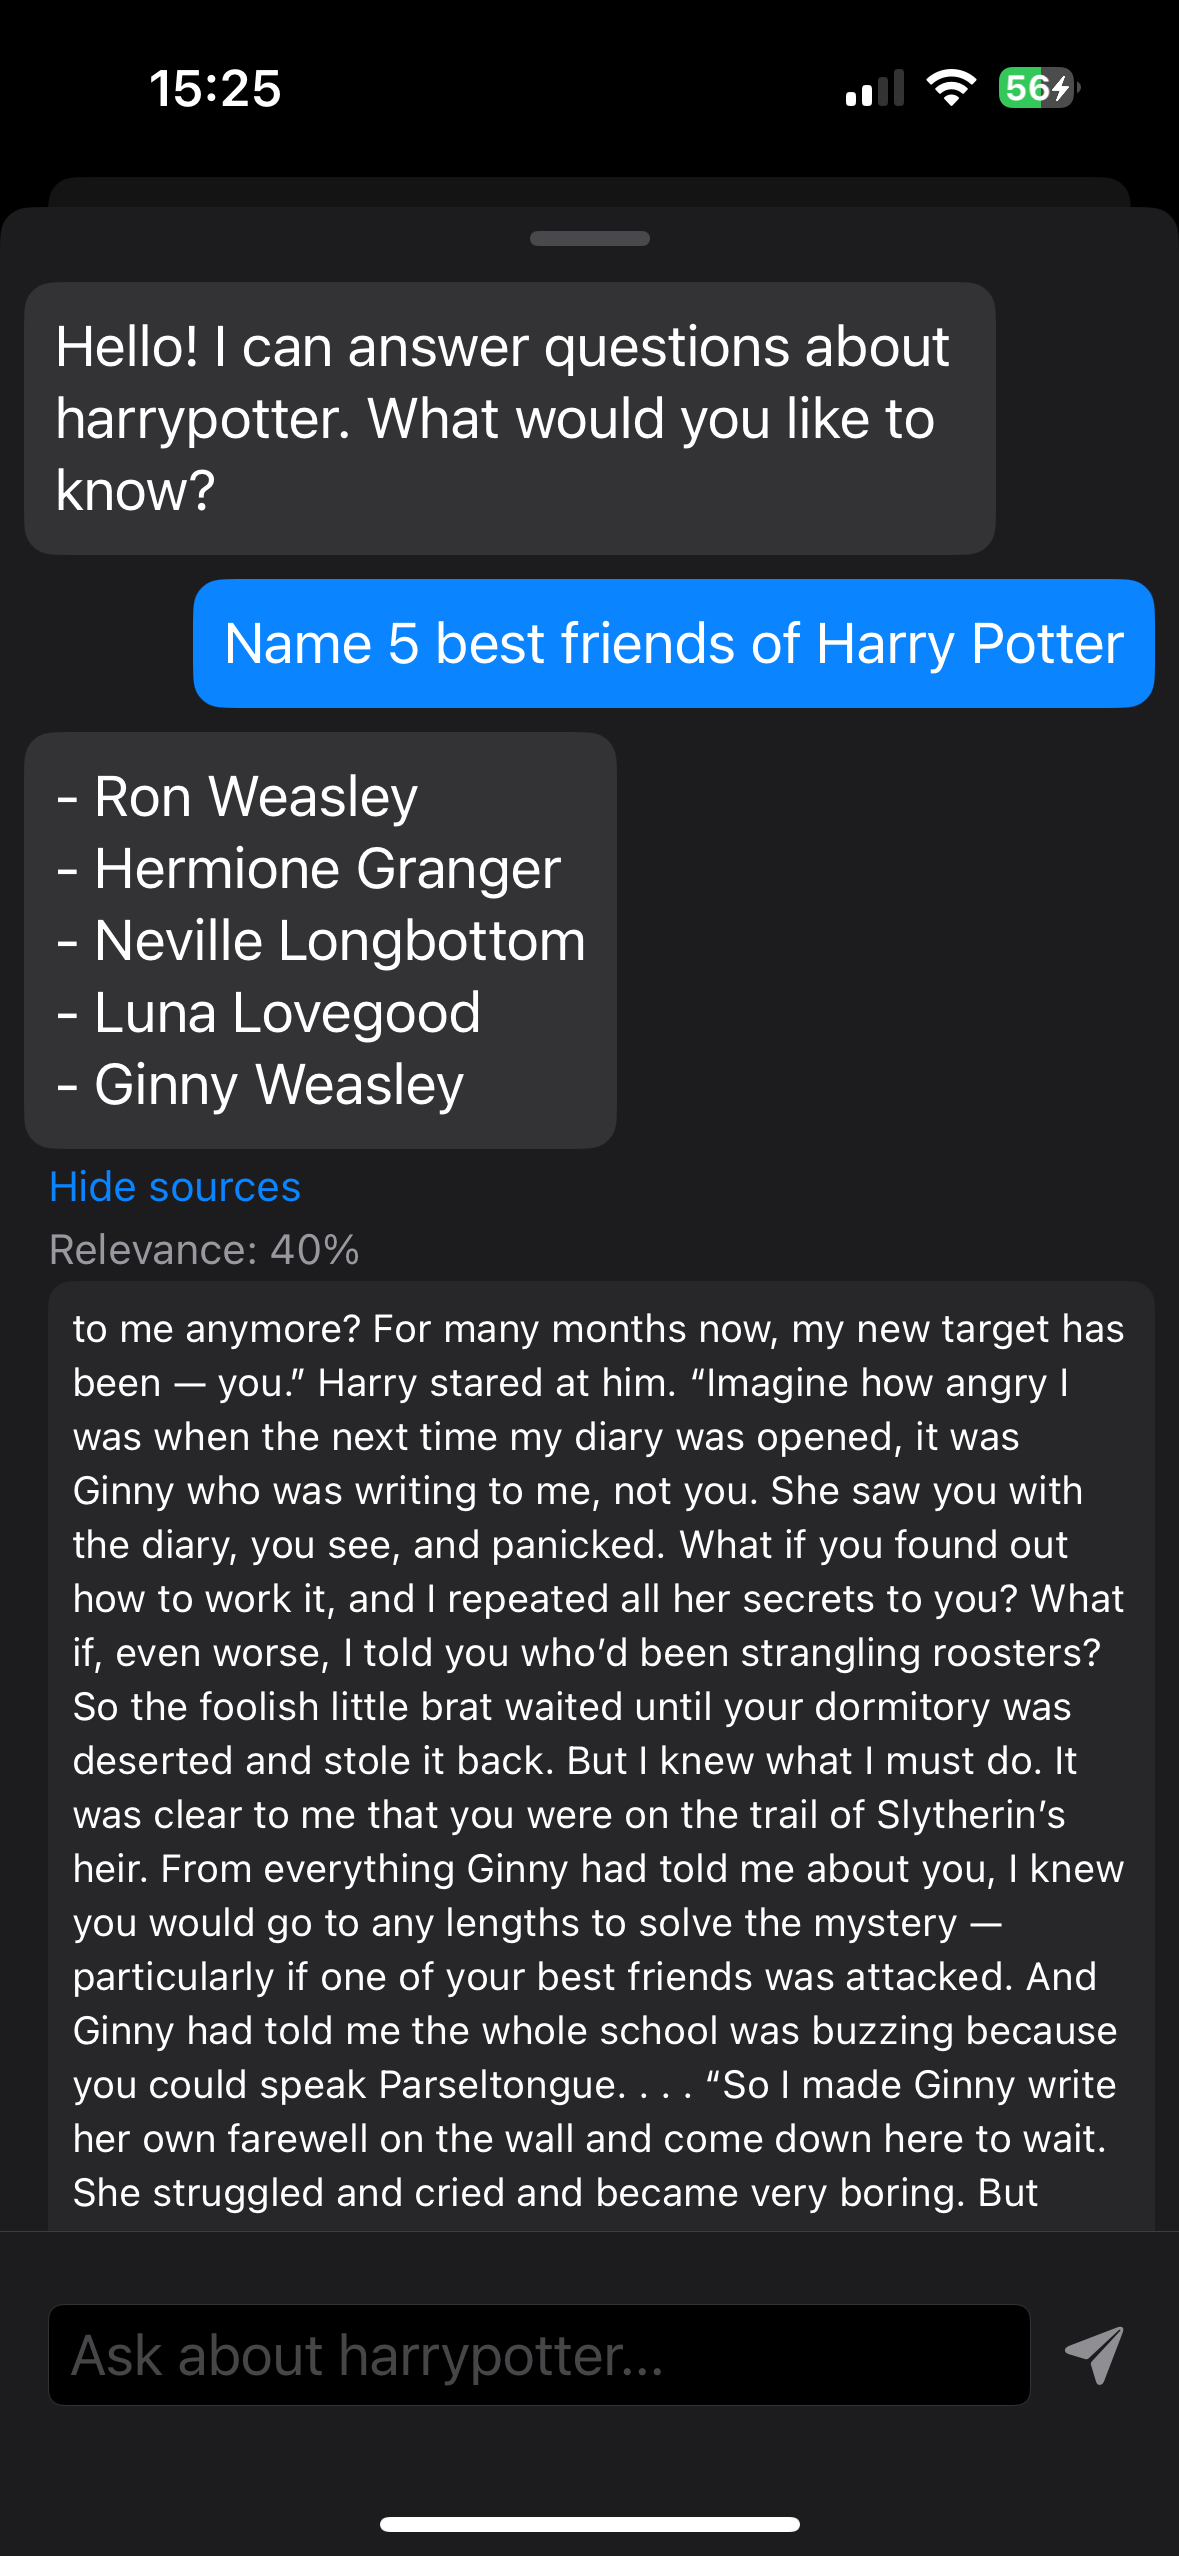 15:25
56
Hello! I can answer questions about
harrypotter. What would you like to
know?
Name 5 best friends of Harry Potter
- Ron Weasley
- Hermione Granger
- Neville Longbottom
- Luna Lovegood
- Ginny Weasley
Hide sources
Relevance: 40%
to me anymore? For many months now, my new target has
been — you.” Harry stared at him. “Imagine how angry I
was when the next time my diary was opened, it was
Ginny who was writing to me, not you. She saw you with
the diary, you see, and panicked. What if you found out
how to work it, and I repeated all her secrets to you? What
if, even worse, I told you who’d been strangling roosters?
So the foolish little brat waited until your dormitory was
deserted and stole it back. But I knew what I must do. It
was clear to me that you were on the trail of Slytherin’s
heir. From everything Ginny had told me about you, I knew
you would go to any lengths to solve the mystery —
particularly if one of your best friends was attacked. And
Ginny had told me the whole school was buzzing because
you could speak Parseltongue. . . . “So I made Ginny write
her own farewell on the wall and come down here to wait.
She struggled and cried and became very boring. But
Ask about harrypotter...